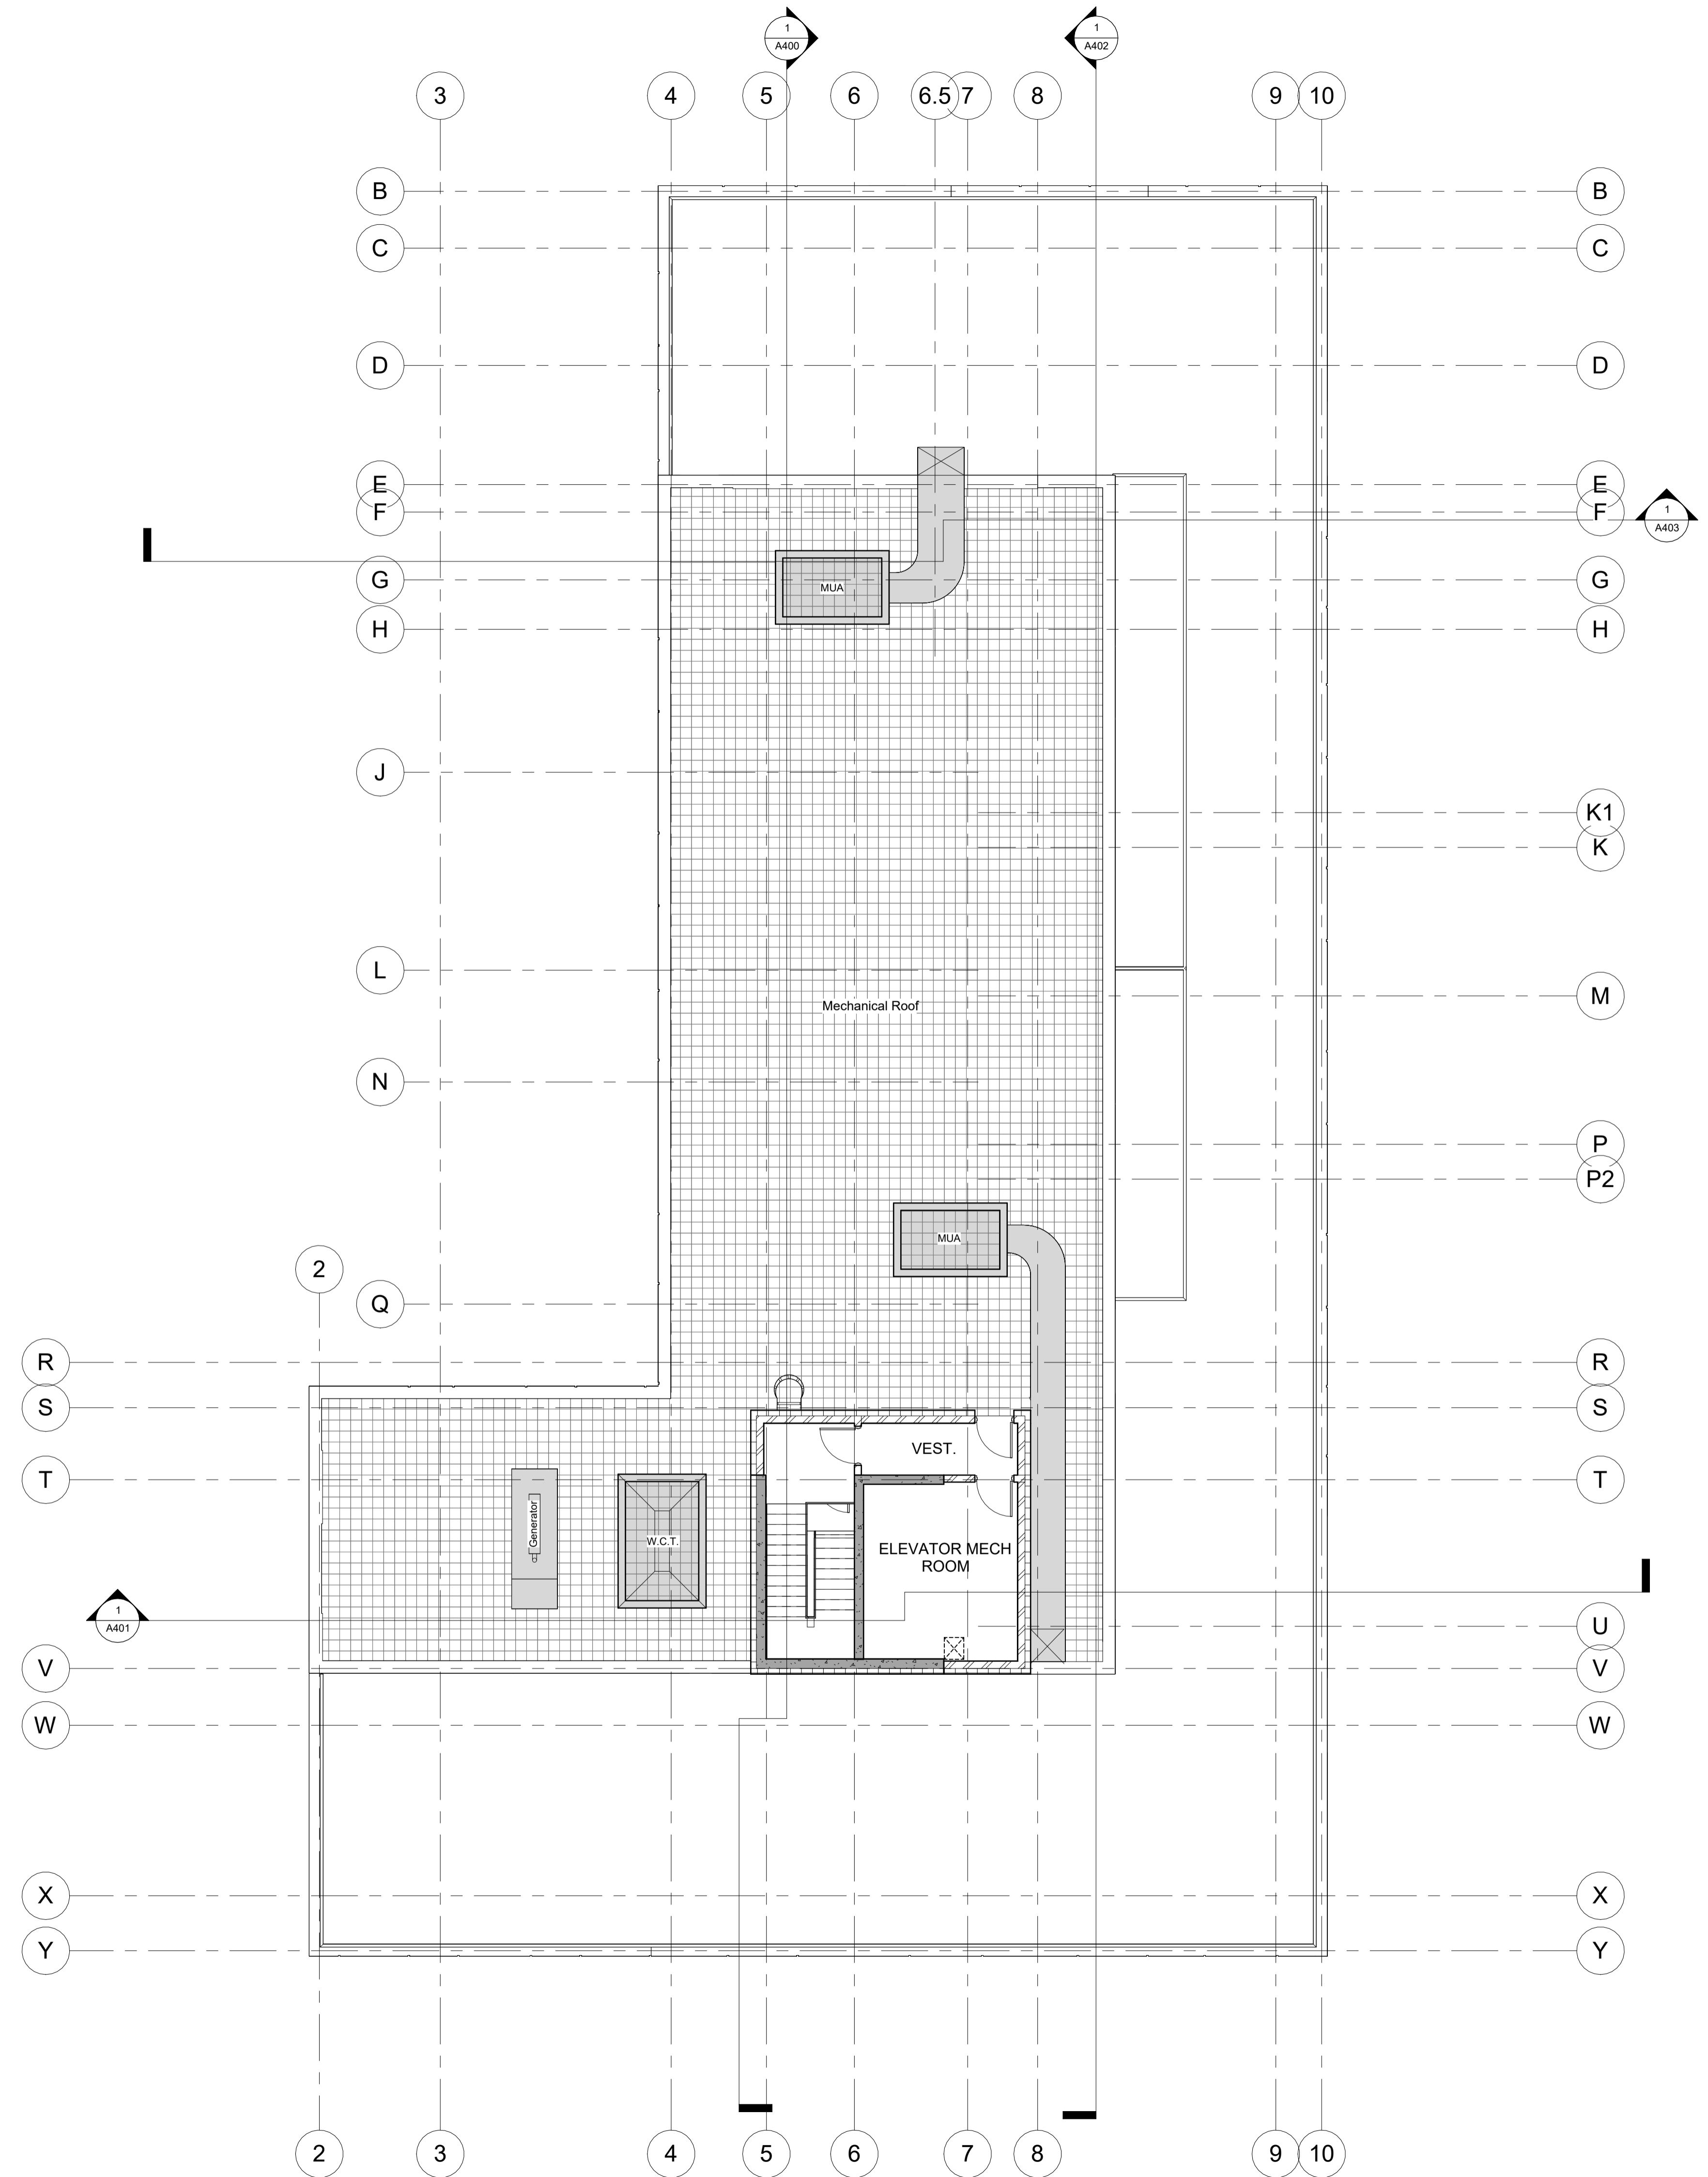 1
A400
1
A402
3
4
5
6
6.5
7
8
9
10
B
B
C
C
D
D
E
E
F
F
1
A403
G
MUA
G
H
H
J
K1
K
L
M
Mechanical Roof
N
P
P2
MUA
2
Q
R
R
S
S
VEST.
T
T
Generator
W.C.T.
ELEVATOR MECH
ROOM
1
A401
U
V
V
W
W
X
X
Y
Y
2
3
4
5
6
7
8
9
10